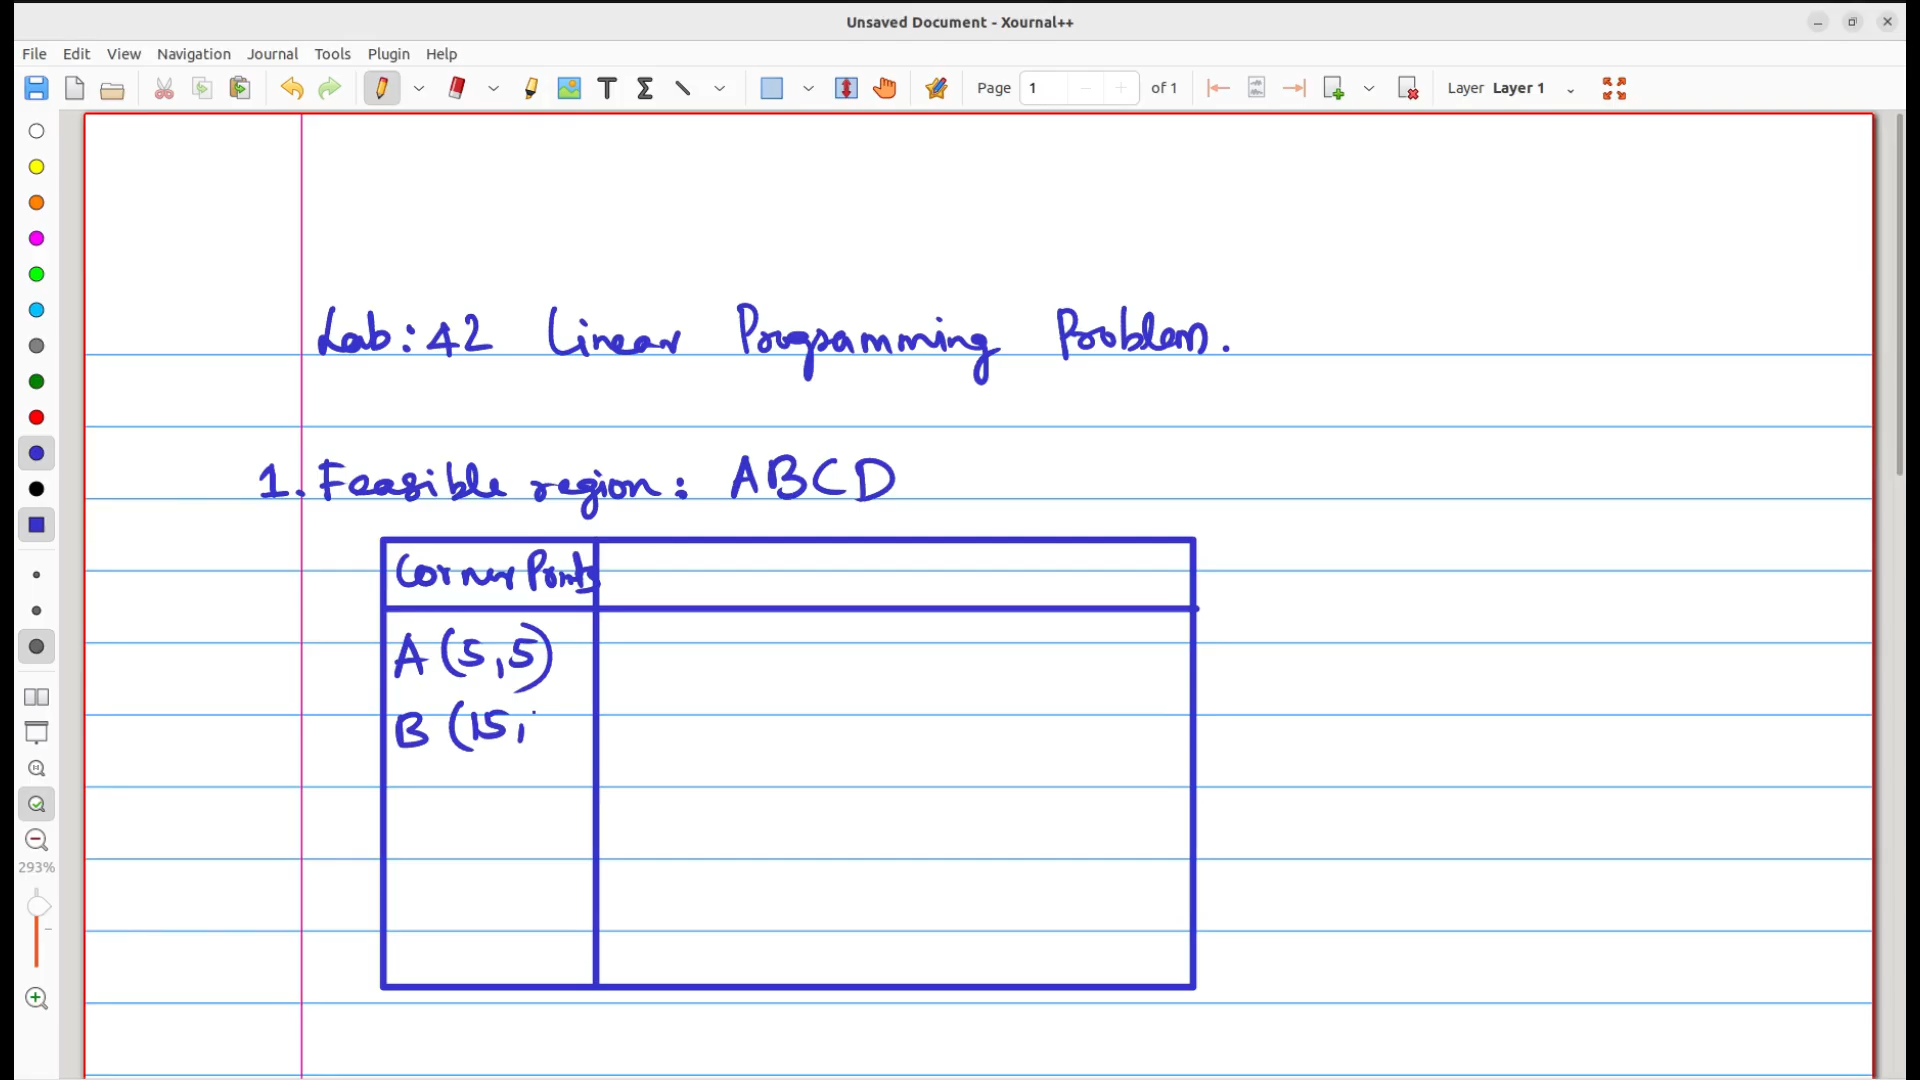 Unsaved Document - Xournal++
File Edit View Navigation Journal Tools Plugin Help
Page 1 of 1 Layer Layer 1
Lab: 42 Linear Programming Problem.
1. Feasible region: ABCD
Corner Points
A (5,5)
B (15,
293%